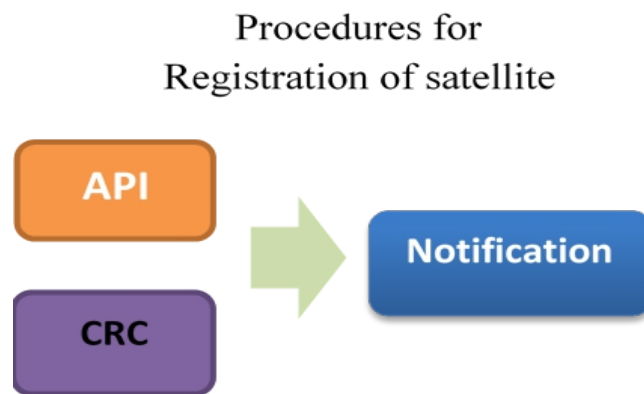 Procedures for
Registration of satellite
API
Notification
CRC